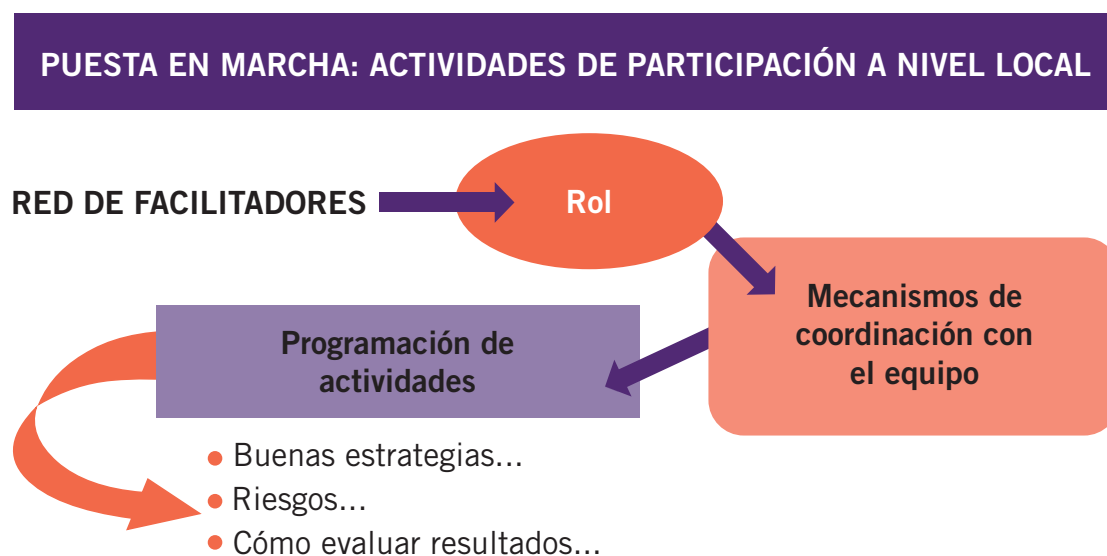 PUESTA EN MARCHA: ACTIVIDADES DE PARTICIPACIÓN A NIVEL LOCAL
RED DE FACILITADORES
Rol
Mecanismos de
coordinación con
el equipo
Programación de
actividades
• Buenas estrategias...
• Riesgos...
• Cómo evaluar resultados...